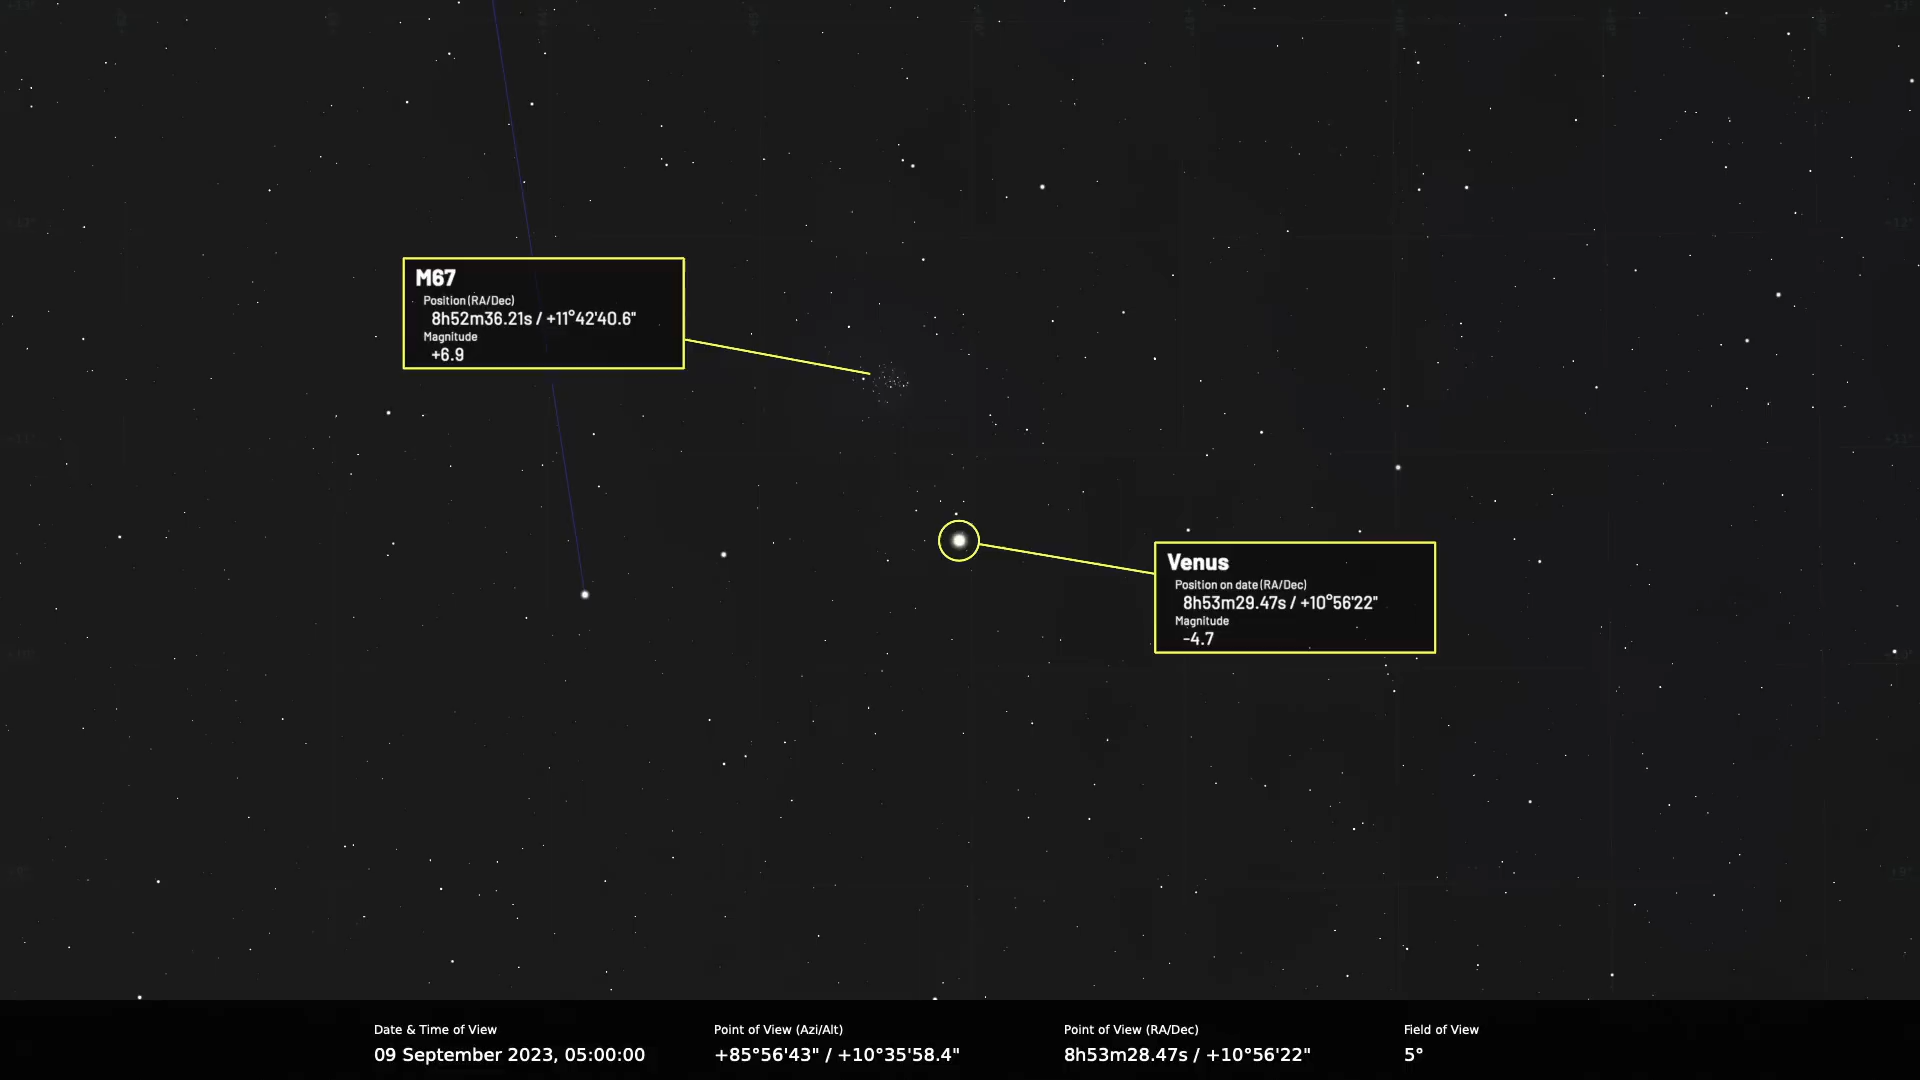 M67
Position (RA/Dec)
8h52m36.21s / +11°42'40.6"
Magnitude
+6.9
Venus
Position on date (RA/Dec)
8h53m29.47s / +10°56'22"
Magnitude
-4.7
Date & Time of View
09 September 2023, 05:00:00
Point of View (Azi/Alt)
+85°56'43" / +10°35'58.4"
Point of View (RA/Dec)
8h53m28.47s / +10°56'22"
Field of View
5°